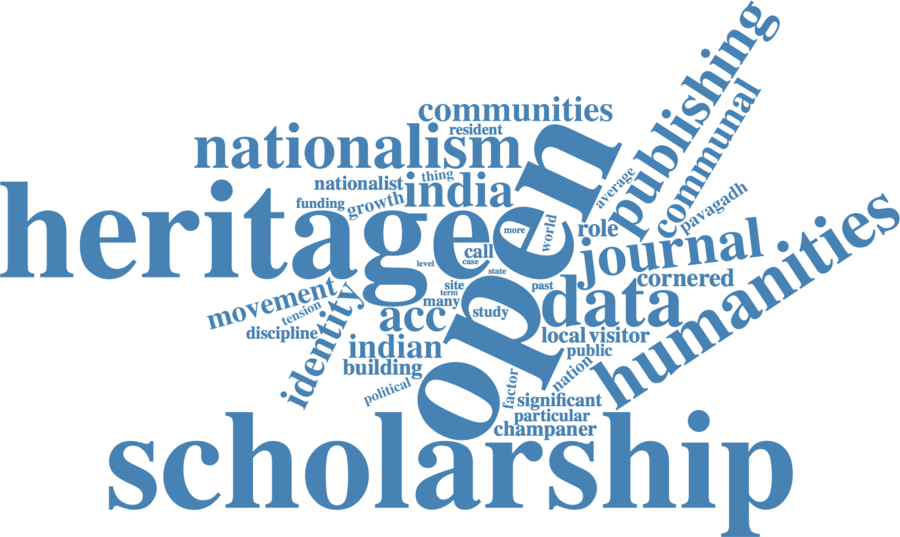 publishing
communities
communal
resident
open
nationalism
thing
nationalist
india
average
pavagadh
funding
growth
heritage
more
world
role
humanities
call
journal
level
case
state
cornered
movement
site
past
data
term
many
tension
identity
acc
study
discipline
local visitor
indian
public
building
nation
political
factor
significant
particular
champaner
scholarship